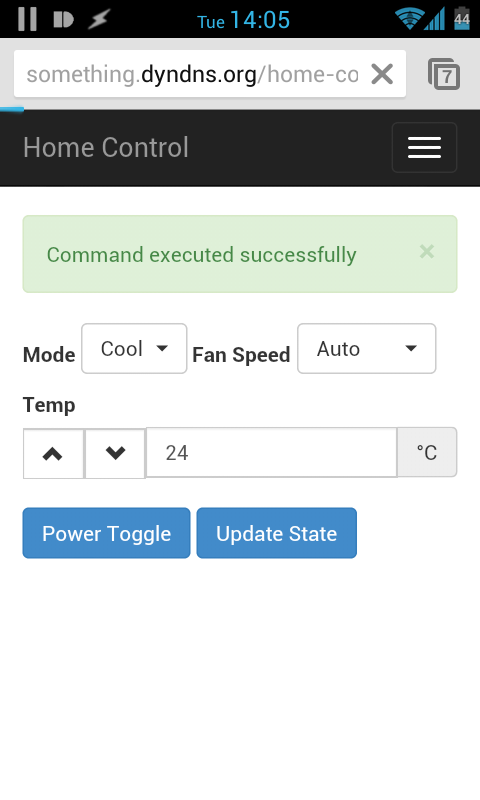 Tue 14:05 44
something.dyndns.org/home-co 7
Home Control
Command executed successfully ×
Mode Cool Fan Speed Auto
Temp
24 °C
Power Toggle Update State